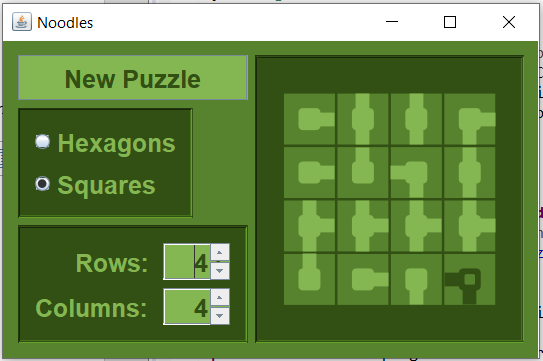 Noodles
New Puzzle
Hexagons
Squares
Rows: 4
Columns: 4